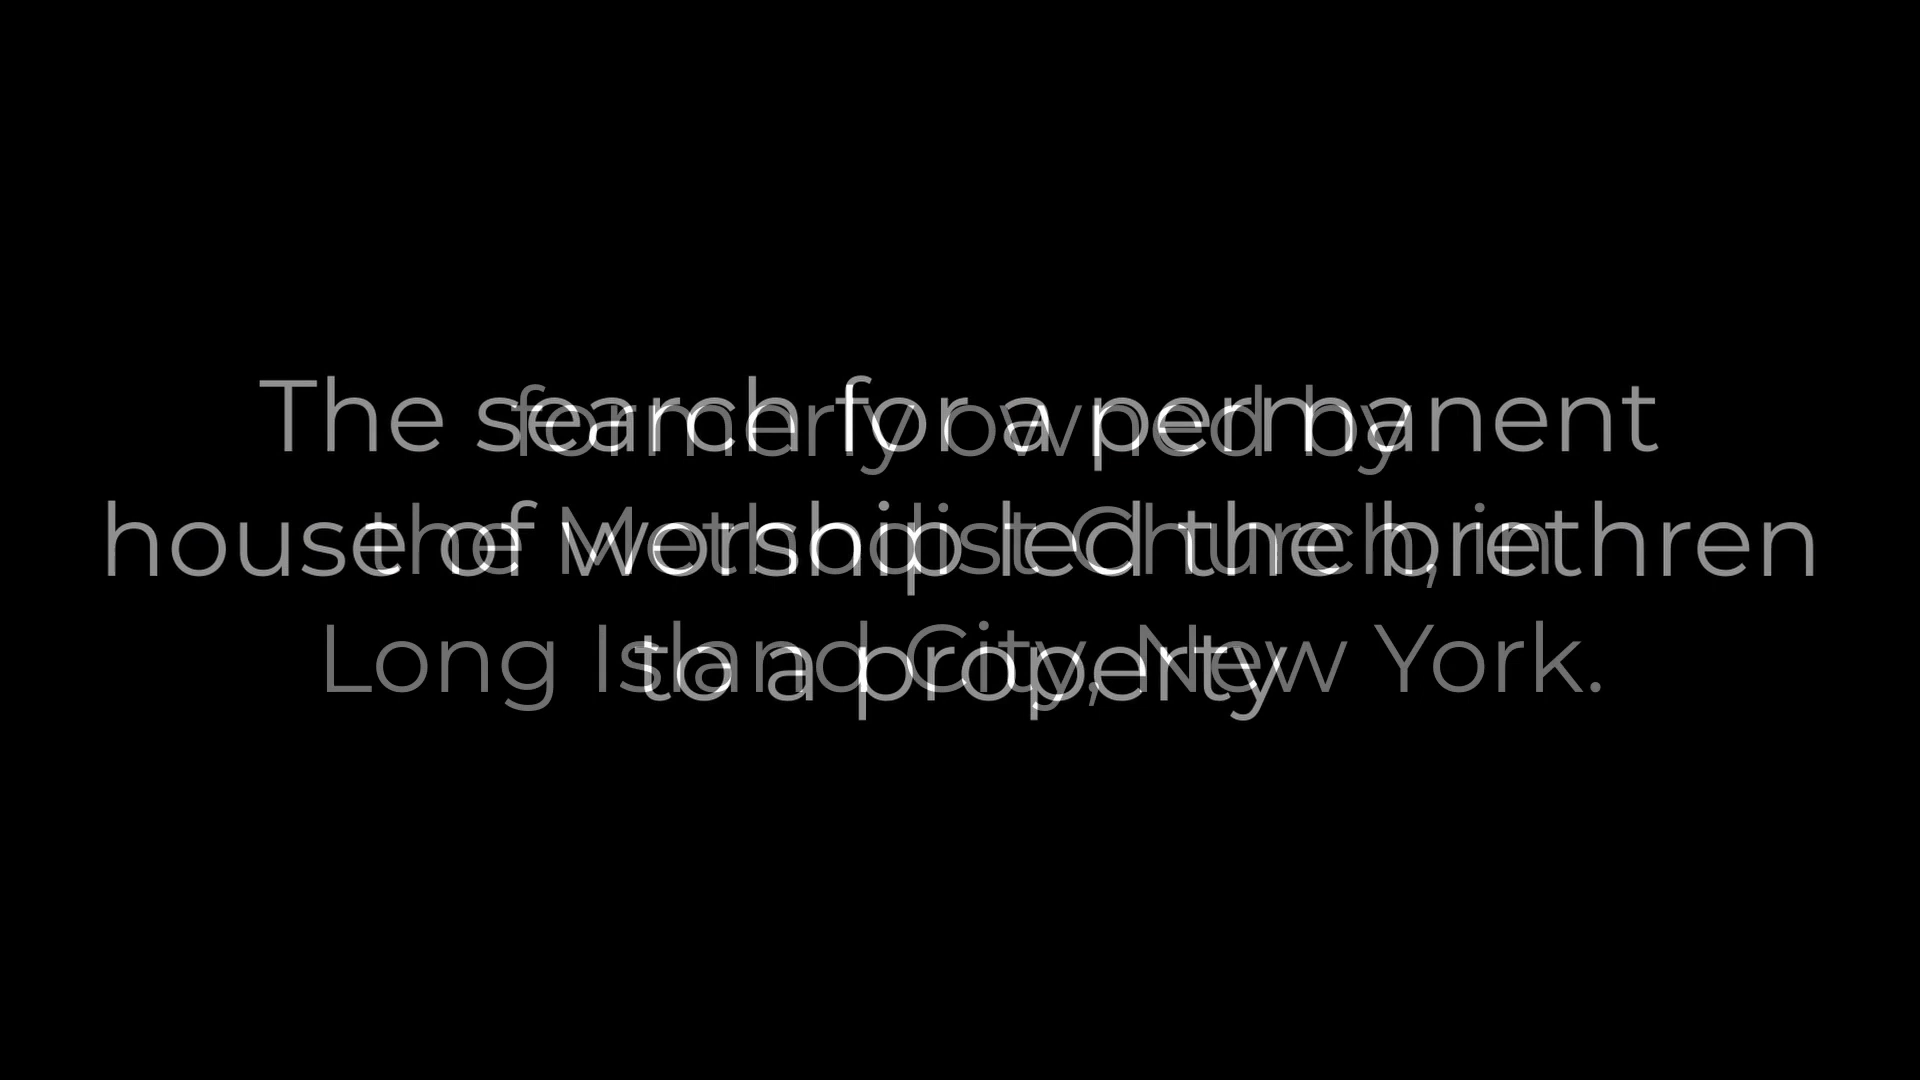 The search for a permanent
house of worship led the brethren
to a property
formerly owned by
the Methodist Church, in
Long Island City, New York.